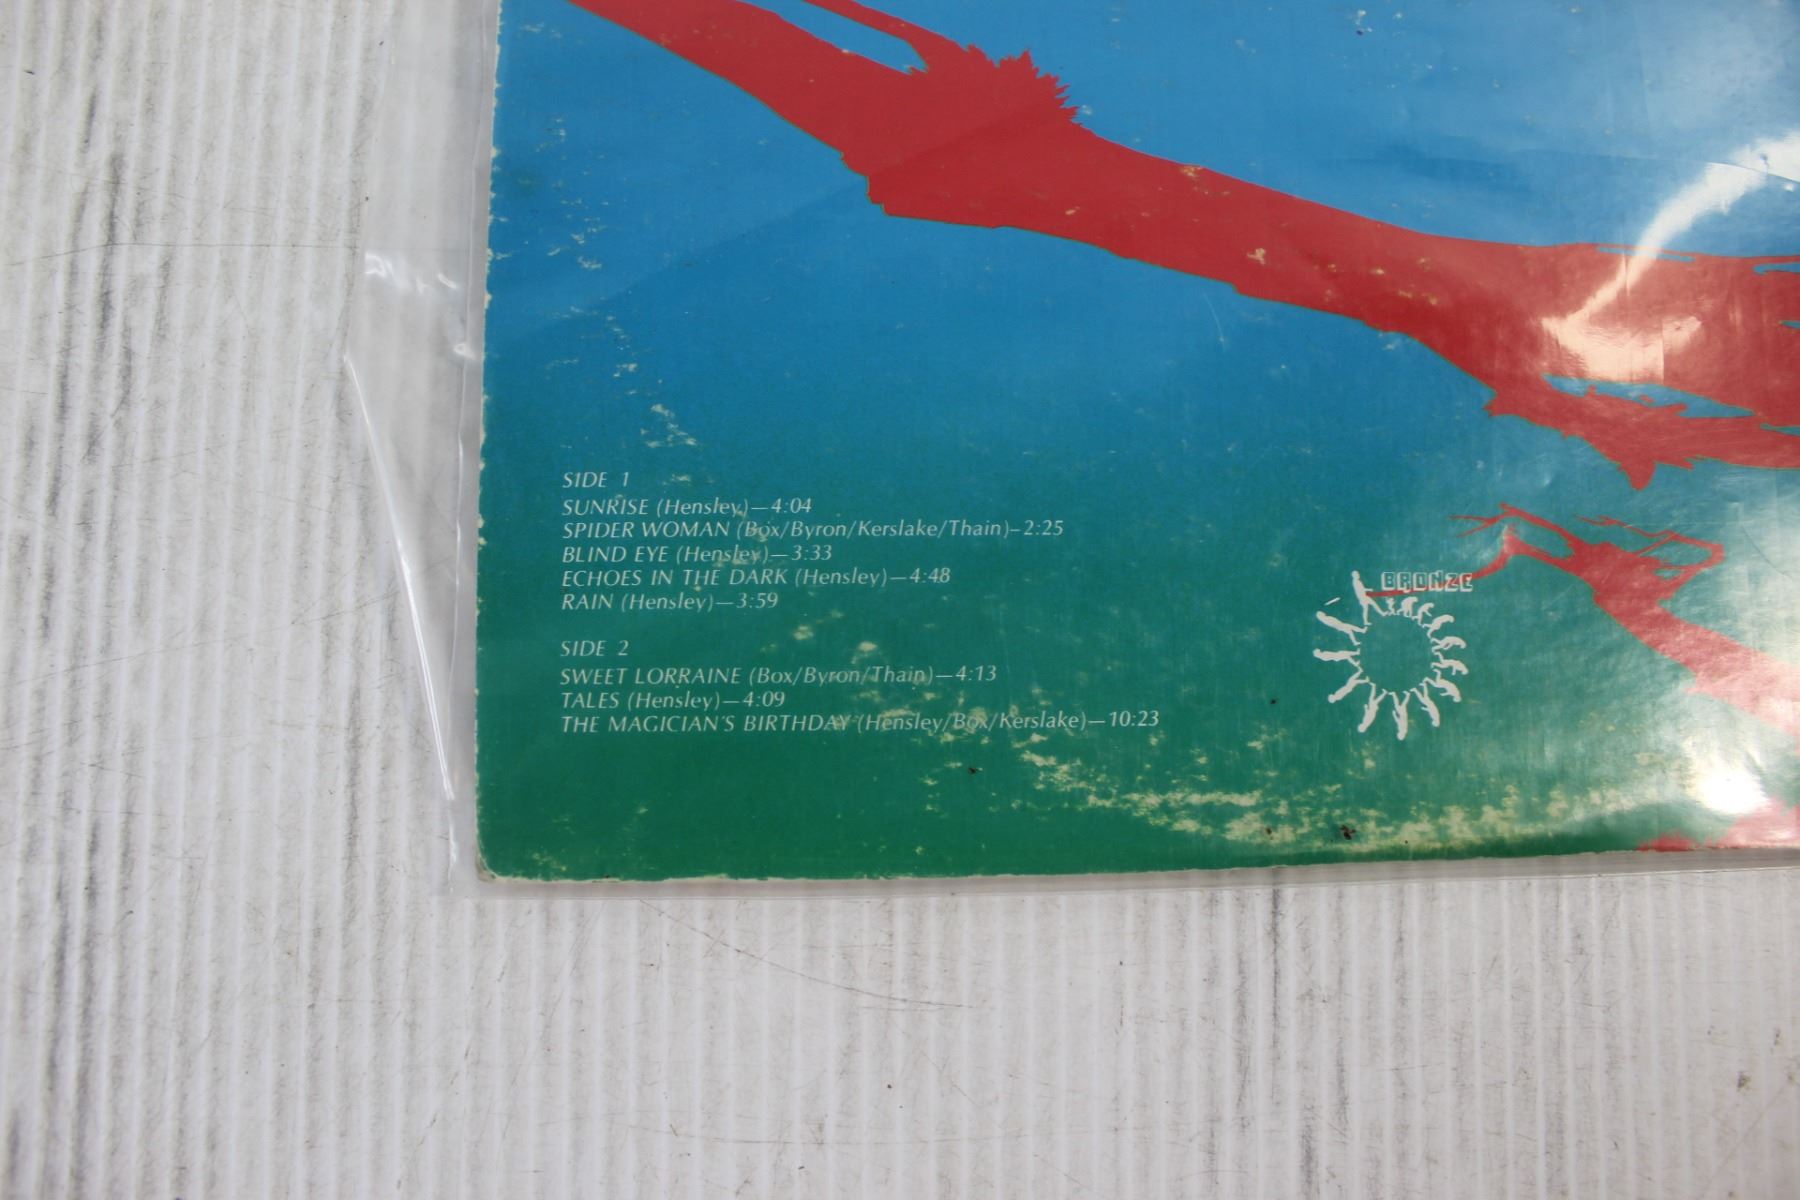 SIDE 1
SUNRISE (Hensley)—4:04
SPIDER WOMAN (Box/Byron/Kerslake/Thain)—2:25
BLIND EYE (Hensley)—3:33
ECHOES IN THE DARK (Hensley)—4:48
RAIN (Hensley)—3:59
SIDE 2
SWEET LORRAINE (Box/Byron/Thain)—4:13
TALES (Hensley)—4:09
THE MAGICIAN'S BIRTHDAY (Hensley/Box/Kerslake)—10:23
BRONZE